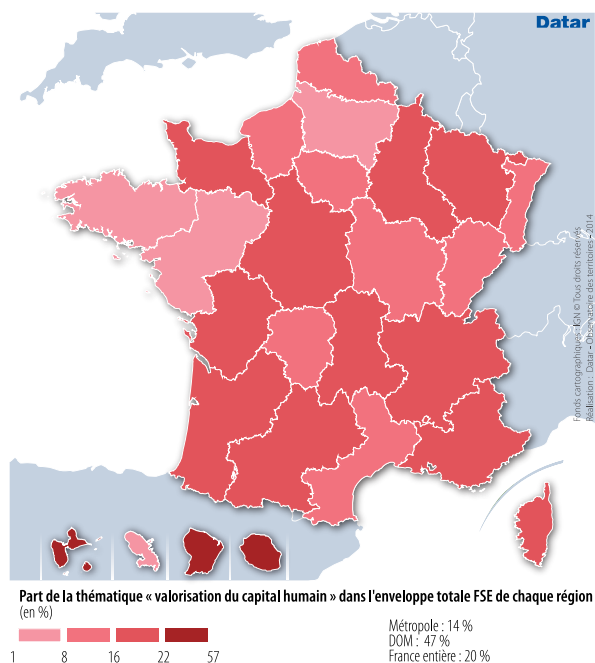 Datar
Fonds cartographiques : IGN © Tous droits réservés
Réalisation : Datar - Observatoire des territoires - 2014
Part de la thématique « valorisation du capital humain » dans l'enveloppe totale FSE de chaque région
(en %)
1 8 16 22 57
Métropole : 14 %
DOM : 47 %
France entière : 20 %